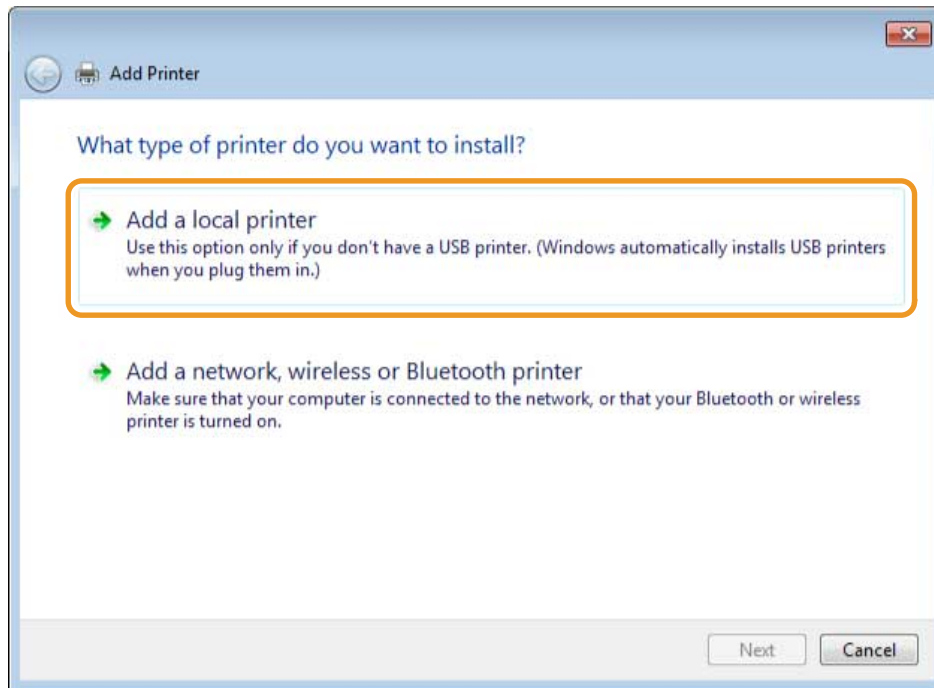 Add Printer
What type of printer do you want to install?
Add a local printer
Use this option only if you don't have a USB printer. (Windows automatically installs USB printers
when you plug them in.)
Add a network, wireless or Bluetooth printer
Make sure that your computer is connected to the network, or that your Bluetooth or wireless
printer is turned on.
Next
Cancel